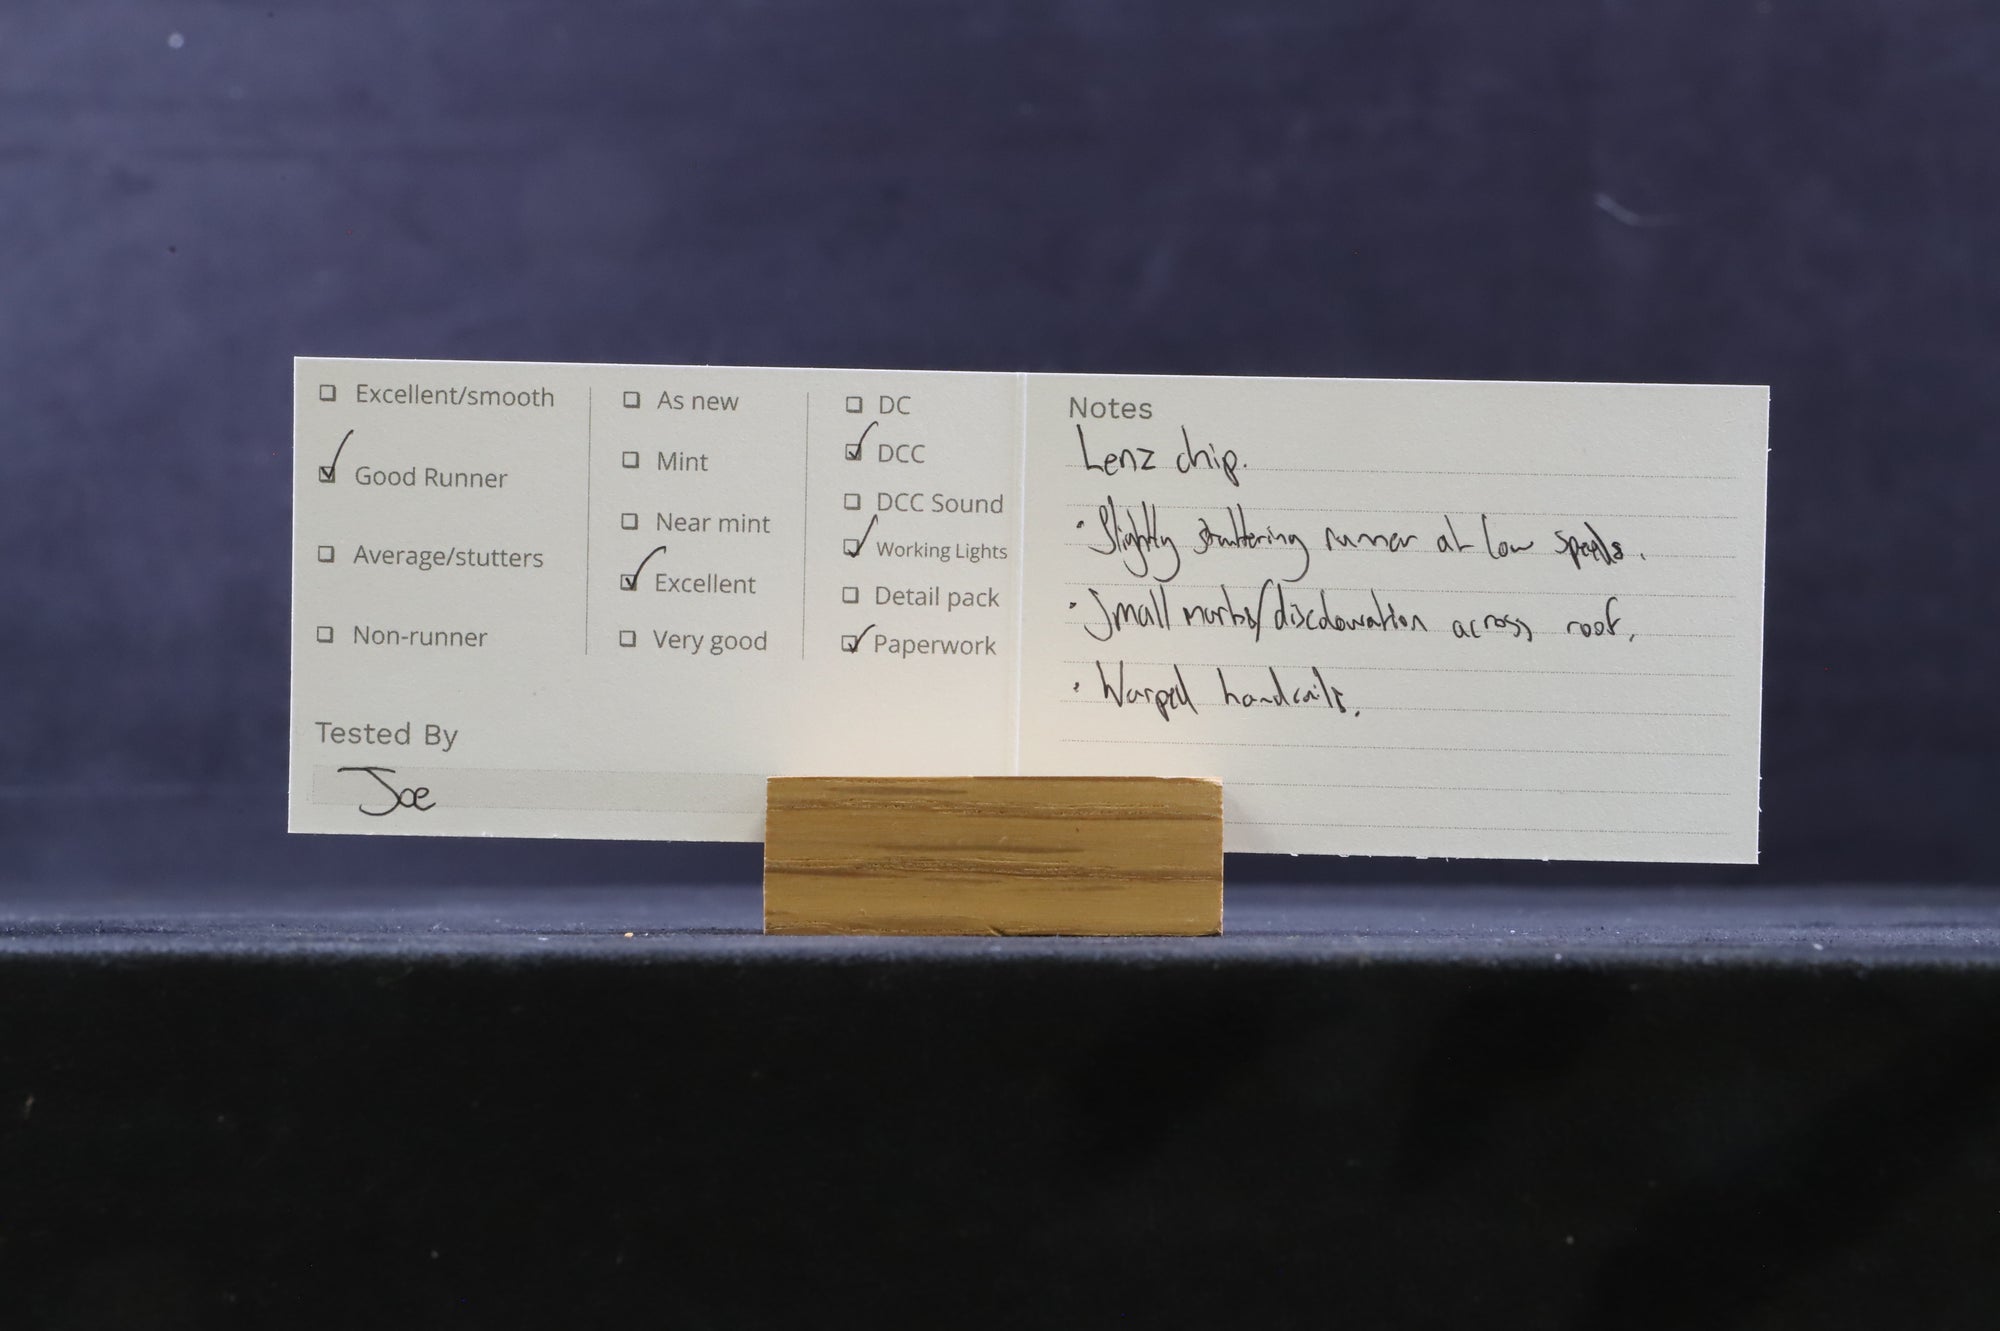 ☐ Excellent/smooth
☑ Good Runner
☐ Average/stutters
☐ Non-runner
☐ As new
☐ Mint
☐ Near mint
☑ Excellent
☐ Very good
☐ DC
☑ DCC
☐ DCC Sound
☑ Working Lights
☐ Detail pack
☑ Paperwork
Tested By
Joe
Notes
Lenz chip.
• Slightly stuttering runner at low speeds.
• Small marks/discolouration across roof.
• Warped handrails.